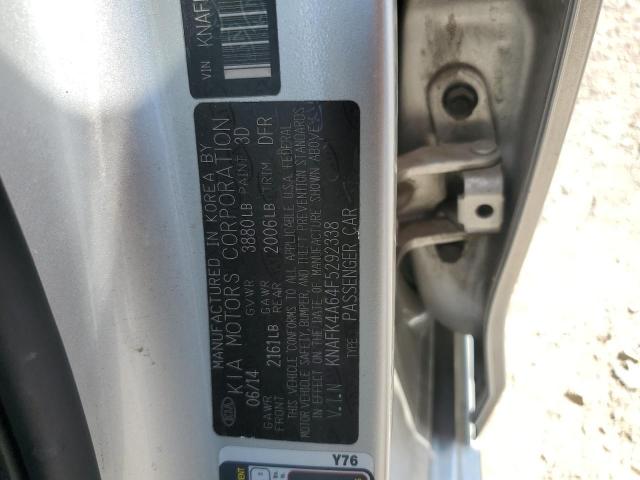 VIN KNAFK
MANUFACTURED IN KOREA BY
KIA MOTORS CORPORATION
06/14 GVWR 3880LB PAINT 3D
GAWR FRONT 2161LB GAWR REAR 2006LB TRIM DFR
THIS VEHICLE CONFORMS TO ALL APPLICABLE U.S.A. FEDERAL
MOTOR VEHICLE SAFETY, BUMPER, AND THEFT PREVENTION STANDARDS
IN EFFECT ON THE DATE OF MANUFACTURE SHOWN ABOVE.
V.I.N KNAFK4A64F5292338
TYPE PASSENGER CAR
KIA
Y76